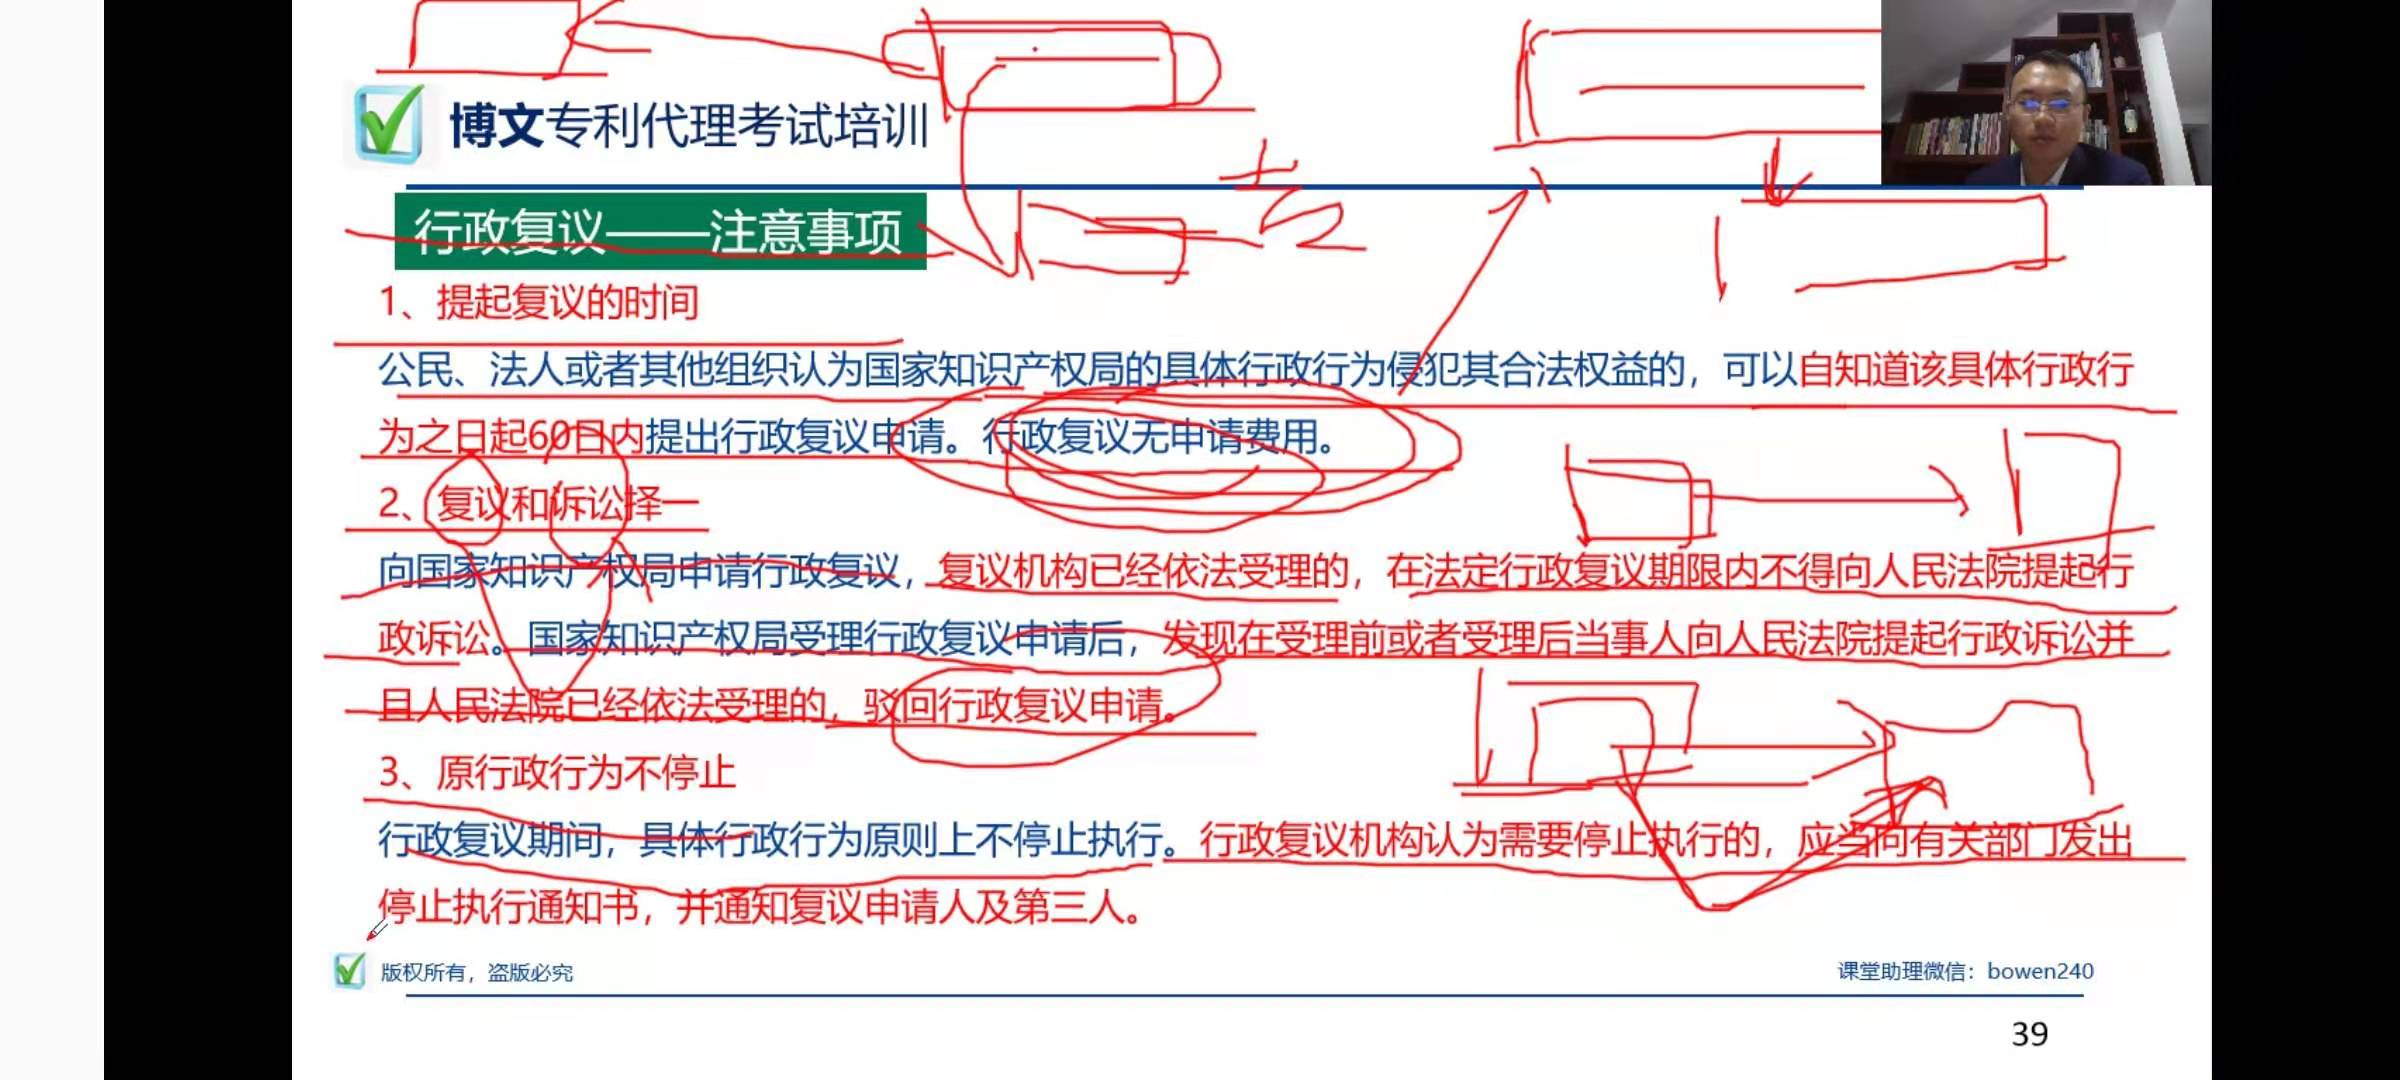 博文专利代理考试培训
行政复议——注意事项
1、提起复议的时间
公民、法人或者其他组织认为国家知识产权局的具体行政行为侵犯其合法权益的，可以自知道该具体行政行
为之日起60日内提出行政复议申请。行政复议无申请费用。
2、复议和诉讼择一
向国家知识产权局申请行政复议，复议机构已经依法受理的，在法定行政复议期限内不得向人民法院提起行
政诉讼。国家知识产权局受理行政复议申请后，发现在受理前或者受理后当事人向人民法院提起行政诉讼并
且人民法院已经依法受理的，驳回行政复议申请。
3、原行政行为不停止
行政复议期间，具体行政行为原则上不停止执行。行政复议机构认为需要停止执行的，应当向有关部门发出
停止执行通知书，并通知复议申请人及第三人。
版权所有，盗版必究
课堂助理微信：bowen240
39